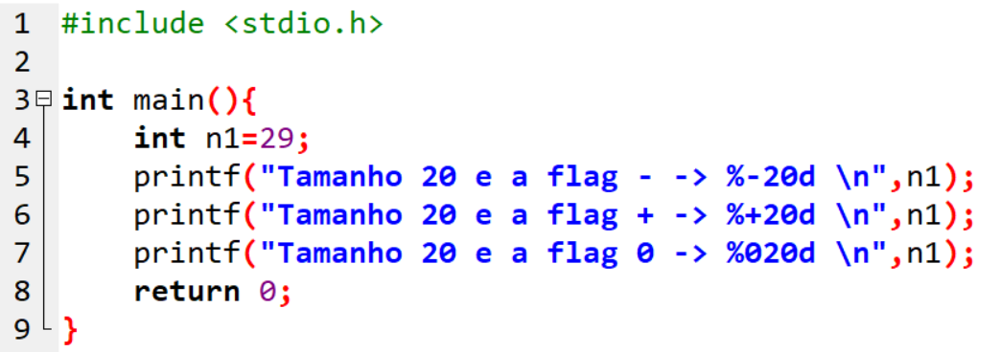 1 #include <stdio.h>
2
3 int main(){
4     int n1=29;
5     printf("Tamanho 20 e a flag - -> %-20d \n",n1);
6     printf("Tamanho 20 e a flag + -> %+20d \n",n1);
7     printf("Tamanho 20 e a flag 0 -> %020d \n",n1);
8     return 0;
9 }